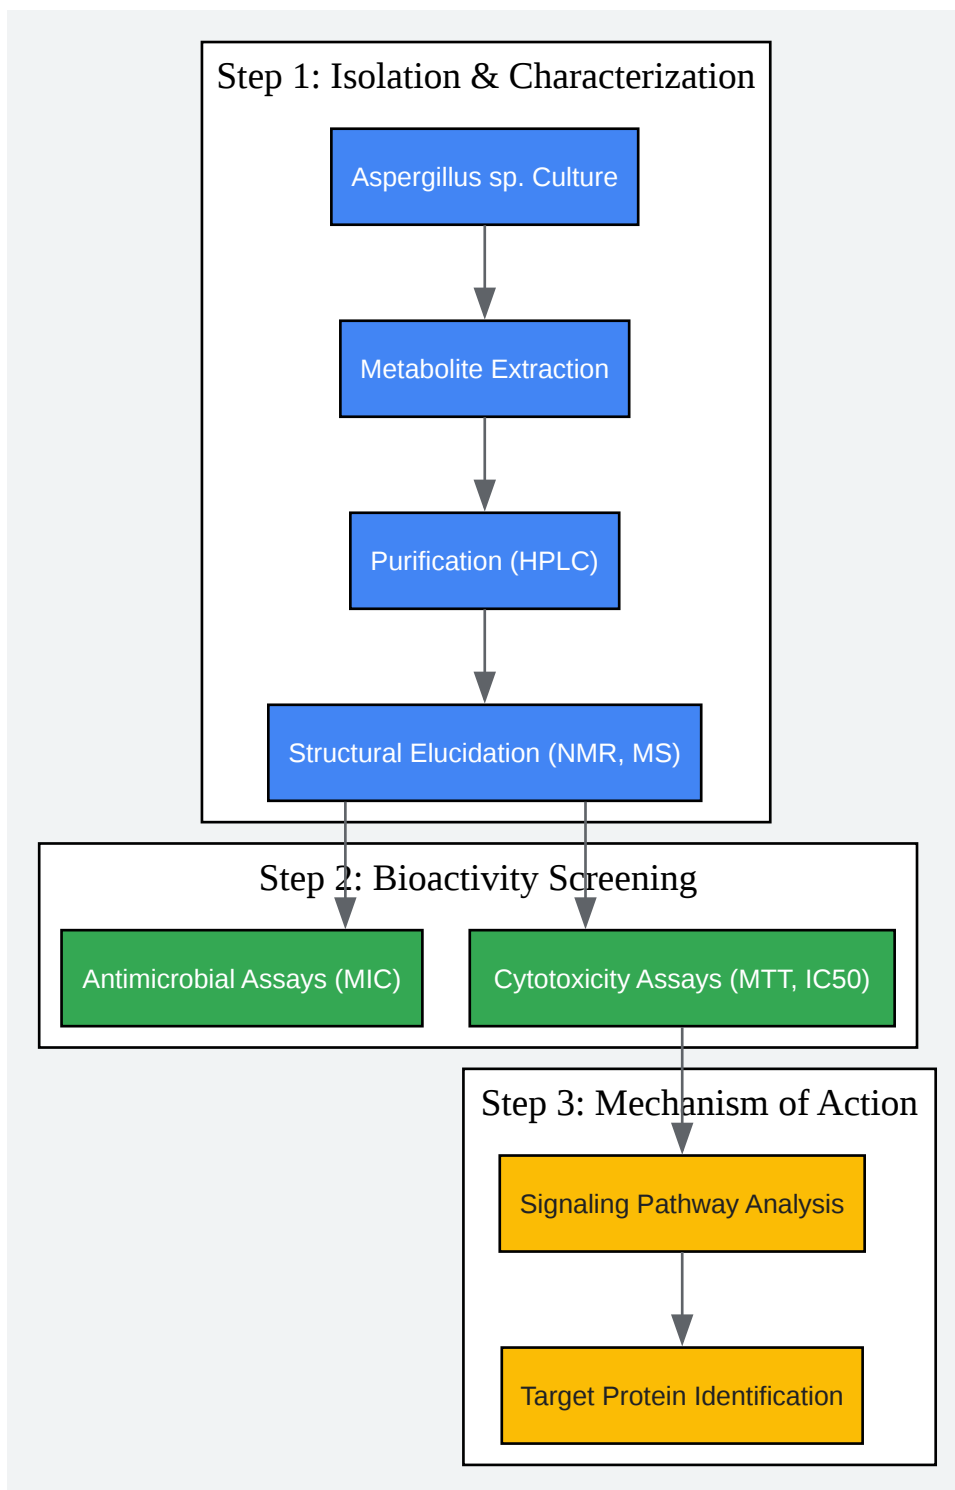 Step 1: Isolation & Characterization
Aspergillus sp. Culture
Metabolite Extraction
Purification (HPLC)
Structural Elucidation (NMR, MS)
Step 2: Bioactivity Screening
Antimicrobial Assays (MIC)
Cytotoxicity Assays (MTT, IC50)
Step 3: Mechanism of Action
Signaling Pathway Analysis
Target Protein Identification